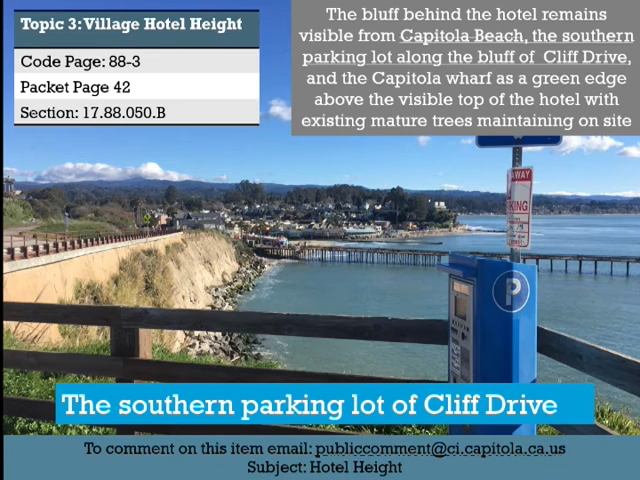 Topic 3: Village Hotel Height
Code Page: 88-3
Packet Page 42
Section: 17.88.050.B
The bluff behind the hotel remains
visible from Capitola Beach, the southern
parking lot along the bluff of Cliff Drive,
and the Capitola wharf as a green edge
above the visible top of the hotel with
existing mature trees maintaining on site
AWAY
P
The southern parking lot of Cliff Drive
To comment on this item email: publiccomment@ci.capitola.ca.us
Subject: Hotel Height